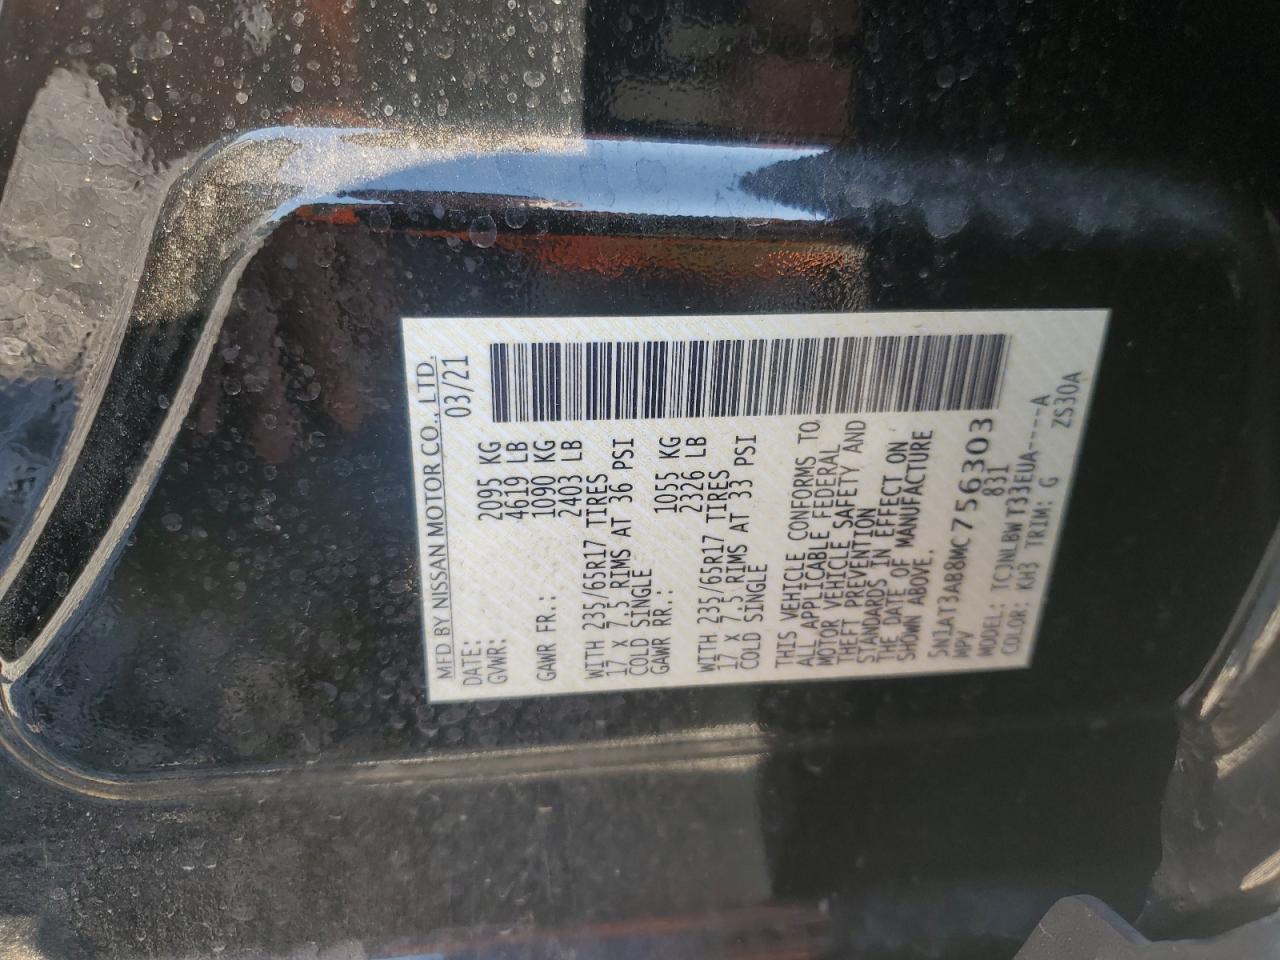 MFD BY NISSAN MOTOR CO., LTD.
DATE: 03/21
GVWR: 2095 KG
4619 LB
GAWR FR.: 1090 KG
2403 LB
WITH 235/65R17 TIRES
17 X 7.5 RIMS AT 36 PSI
COLD SINGLE
GAWR RR.: 1055 KG
2326 LB
WITH 235/65R17 TIRES
17 X 7.5 RIMS AT 33 PSI
COLD SINGLE
THIS VEHICLE CONFORMS TO
ALL APPLICABLE FEDERAL
MOTOR VEHICLE SAFETY AND
THEFT PREVENTION
STANDARDS IN EFFECT ON
THE DATE OF MANUFACTURE
SHOWN ABOVE.
5N1AT3AB8MC756303
MPV 831
MODEL: TCJNLBWT33EUA----A
COLOR: KH3 TRIM: G ZS30A